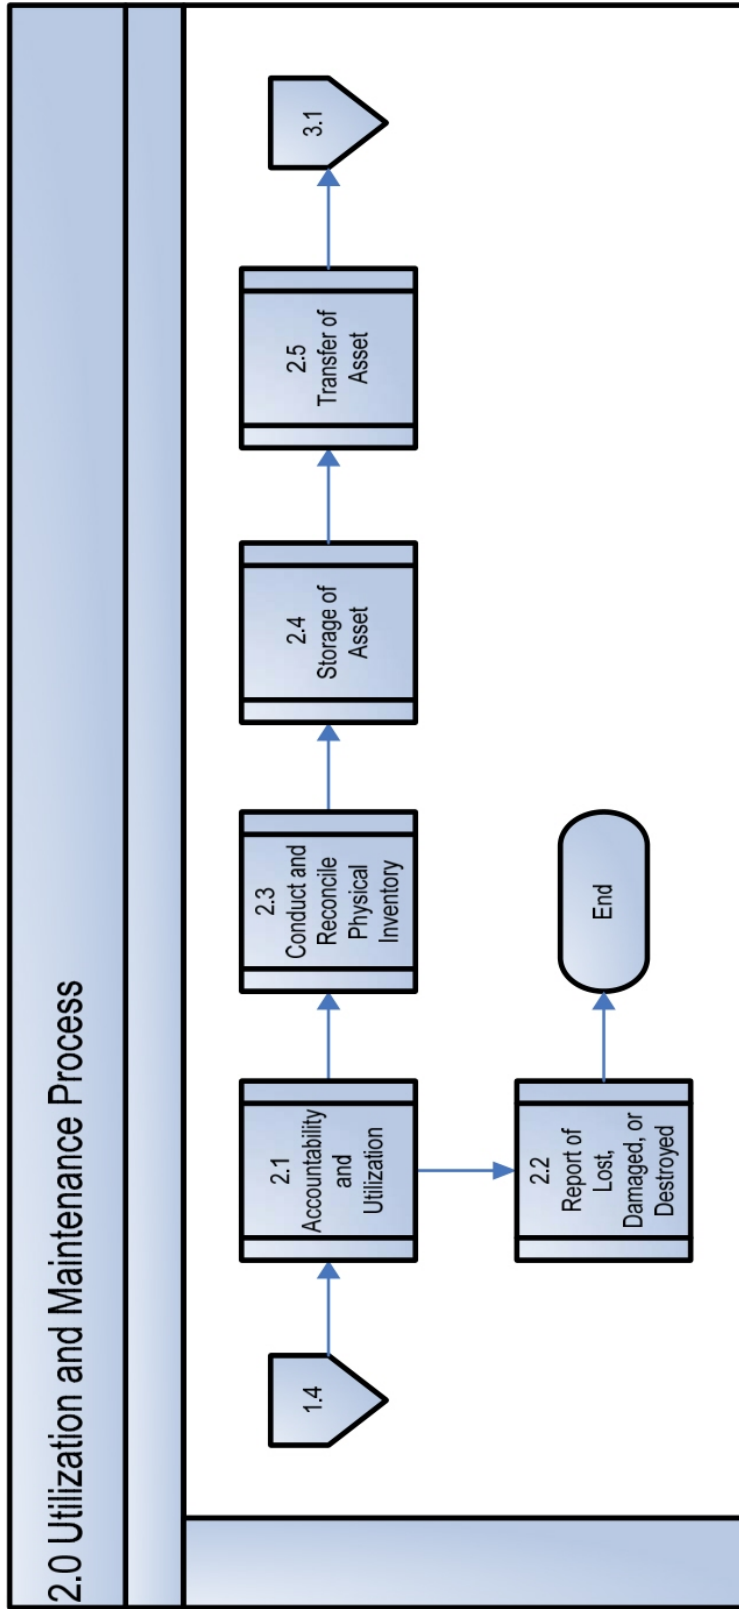 2.0 Utilization and Maintenance Process
1.4
2.1
Accountability
and
Utilization
2.3
Conduct and
Reconcile
Physical
Inventory
2.4
Storage of
Asset
2.5
Transfer of
Asset
3.1
2.2
Report of
Lost,
Damaged, or
Destroyed
End